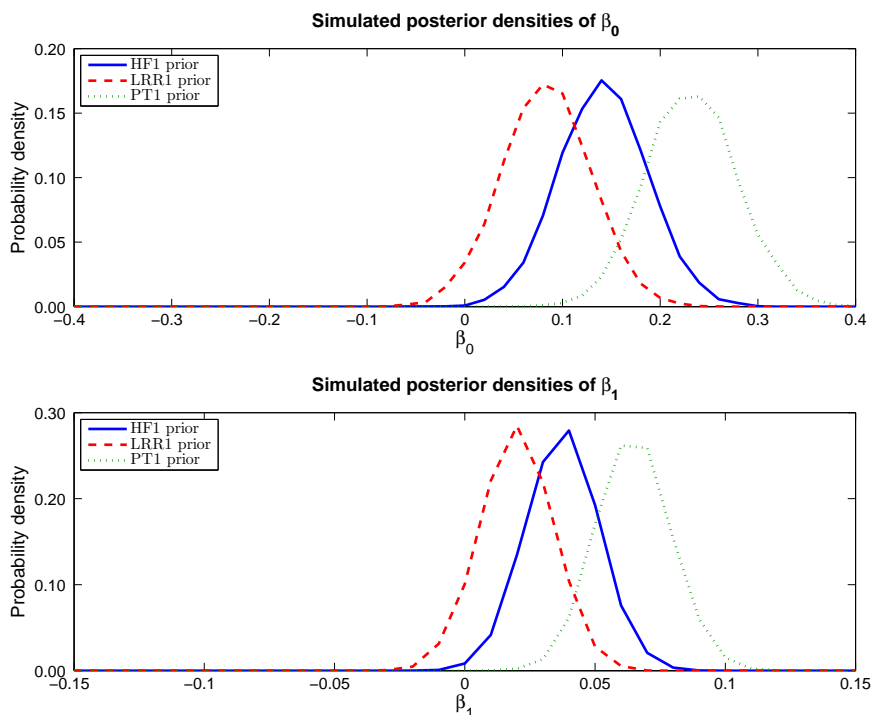 Simulated posterior densities of β0
0.20
0.15
0.10
0.05
0.00
Probability density
HF1 prior
LRR1 prior
PT1 prior
−0.4 −0.3 −0.2 −0.1 0 0.1 0.2 0.3 0.4
β0
Simulated posterior densities of β1
0.30
0.20
0.10
0.00
Probability density
HF1 prior
LRR1 prior
PT1 prior
−0.15 −0.1 −0.05 0 0.05 0.1 0.15
β1